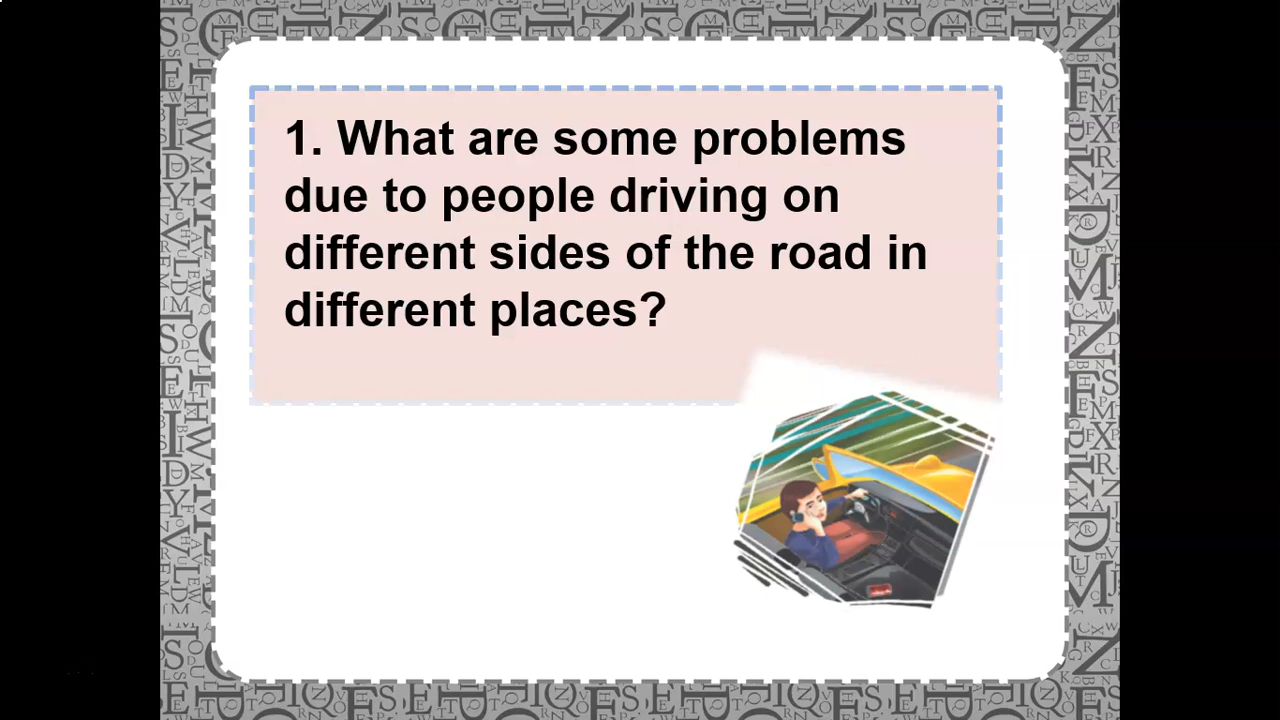 1. What are some problems
due to people driving on
different sides of the road in
different places?